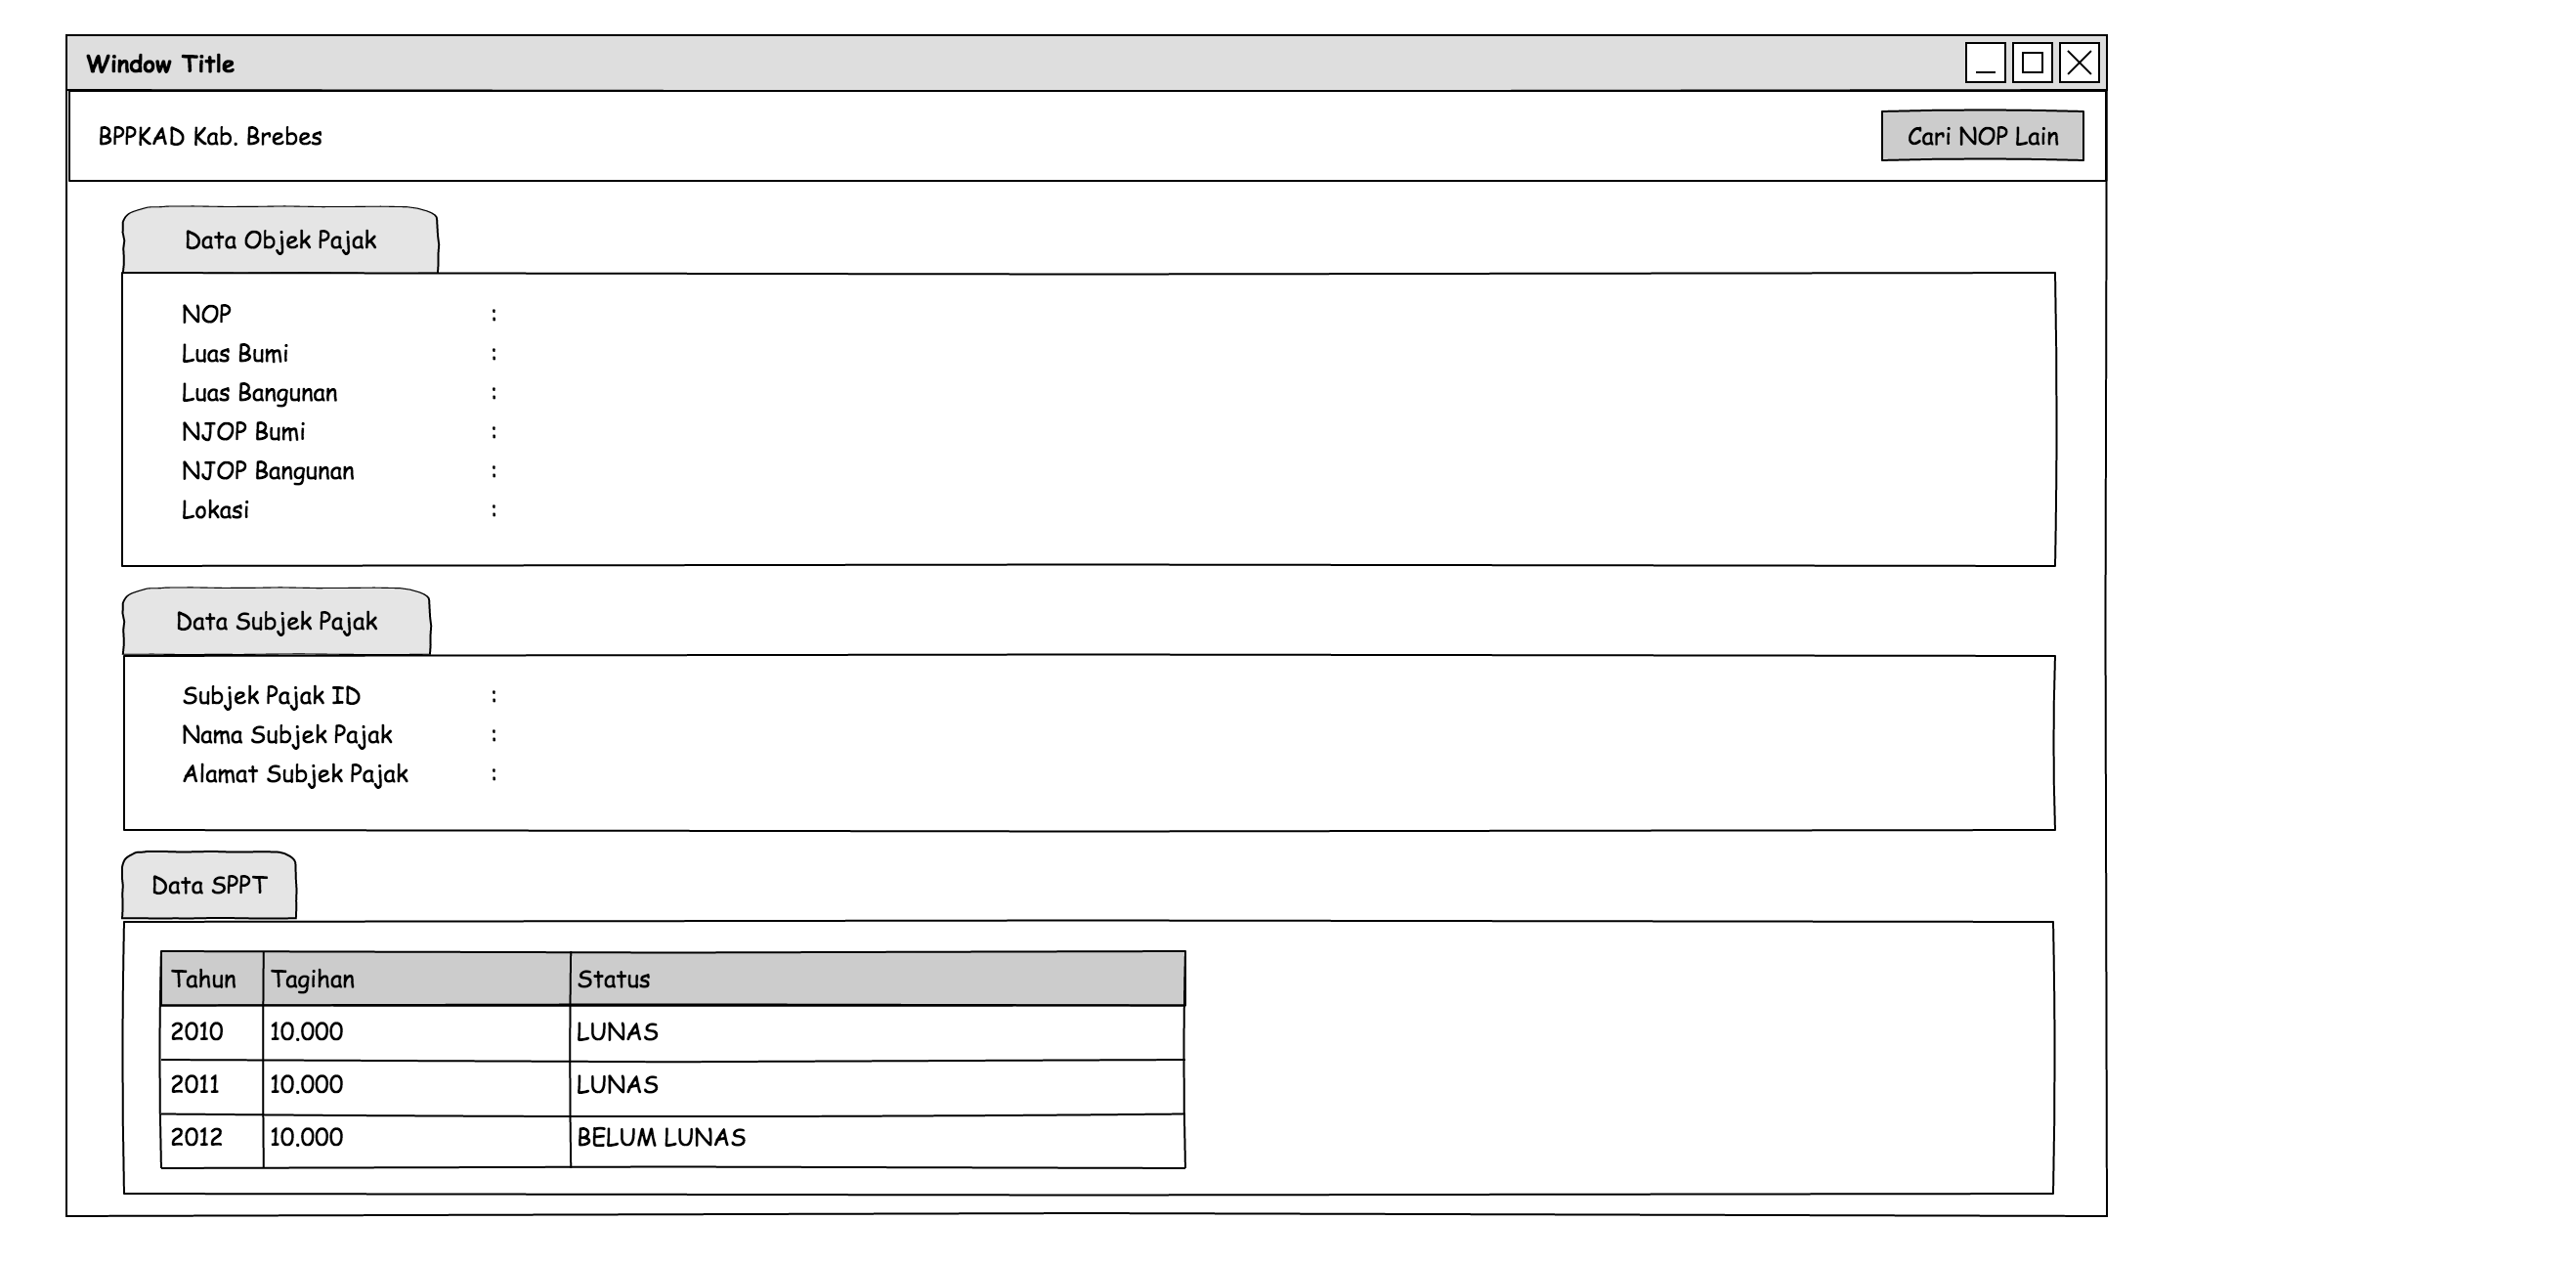 Window Title
BPPKAD Kab. Brebes
Cari NOP Lain
Data Objek Pajak
NOP :
Luas Bumi :
Luas Bangunan :
NJOP Bumi :
NJOP Bangunan :
Lokasi :
Data Subjek Pajak
Subjek Pajak ID :
Nama Subjek Pajak :
Alamat Subjek Pajak :
Data SPPT
Tahun Tagihan Status
2010 10.000 LUNAS
2011 10.000 LUNAS
2012 10.000 BELUM LUNAS